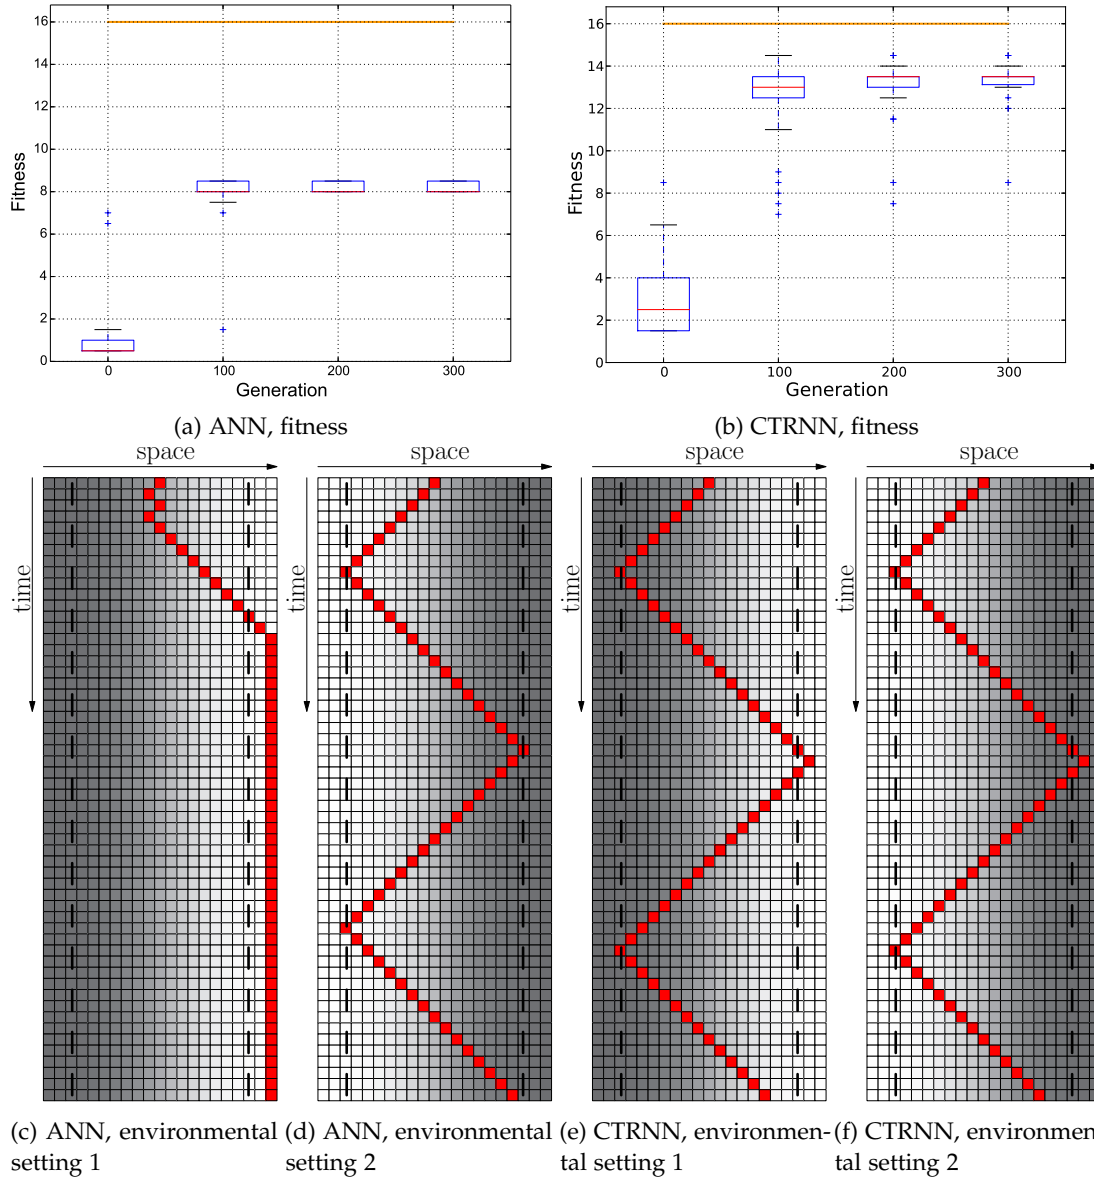 16
14
12
10
8
6
4
2
0
Fitness
0 100 200 300
Generation
16
14
12
10
8
6
4
2
0
Fitness
0 100 200 300
Generation
(a) ANN, fitness
(b) CTRNN, fitness
space
space
space
space
time
time
time
time
(c) ANN, environmental
setting 1
(d) ANN, environmental
setting 2
(e) CTRNN, environmen-
tal setting 1
(f) CTRNN, environmen
tal setting 2